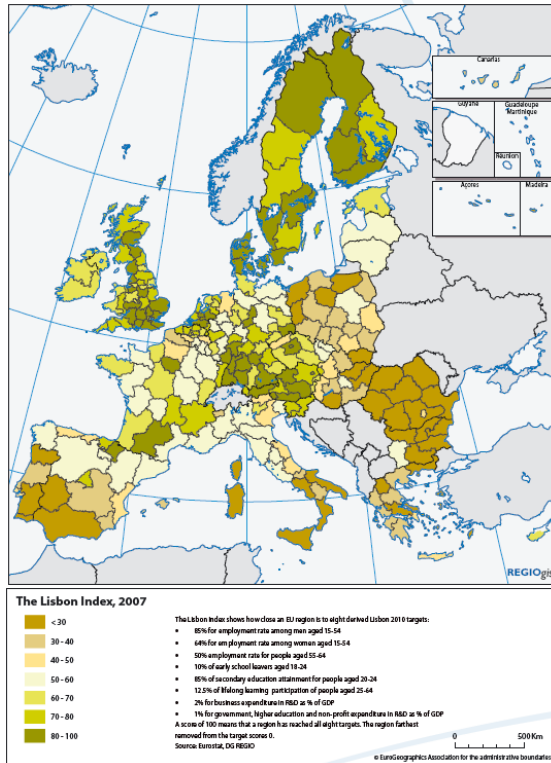 Canarias
Guyane
Guadeloupe
Martinique
Réunion
Açores
Madeira
REGIOgis
The Lisbon Index, 2007
< 30
30 - 40
40 - 50
50 - 60
60 - 70
70 - 80
80 - 100
The Lisbon Index shows how close an EU region is to eight derived Lisbon 2010 targets:
• 85% for employment rate among men aged 15-54
• 64% for employment rate among women aged 15-54
• 50% employment rate for people aged 55-64
• 10% of early school leavers aged 18-24
• 85% of secondary education attainment for people aged 20-24
• 12.5% of lifelong learning participation of people aged 25-64
• 2% for business expenditure in R&D as % of GDP
• 1% for government, higher education and non-profit expenditure in R&D as % of GDP
A score of 100 means that a region has reached all eight targets. The region farthest
removed from the target scores 0.
Source: Eurostat, DG REGIO
0 500 Km
© EuroGeographics Association for the administrative boundaries